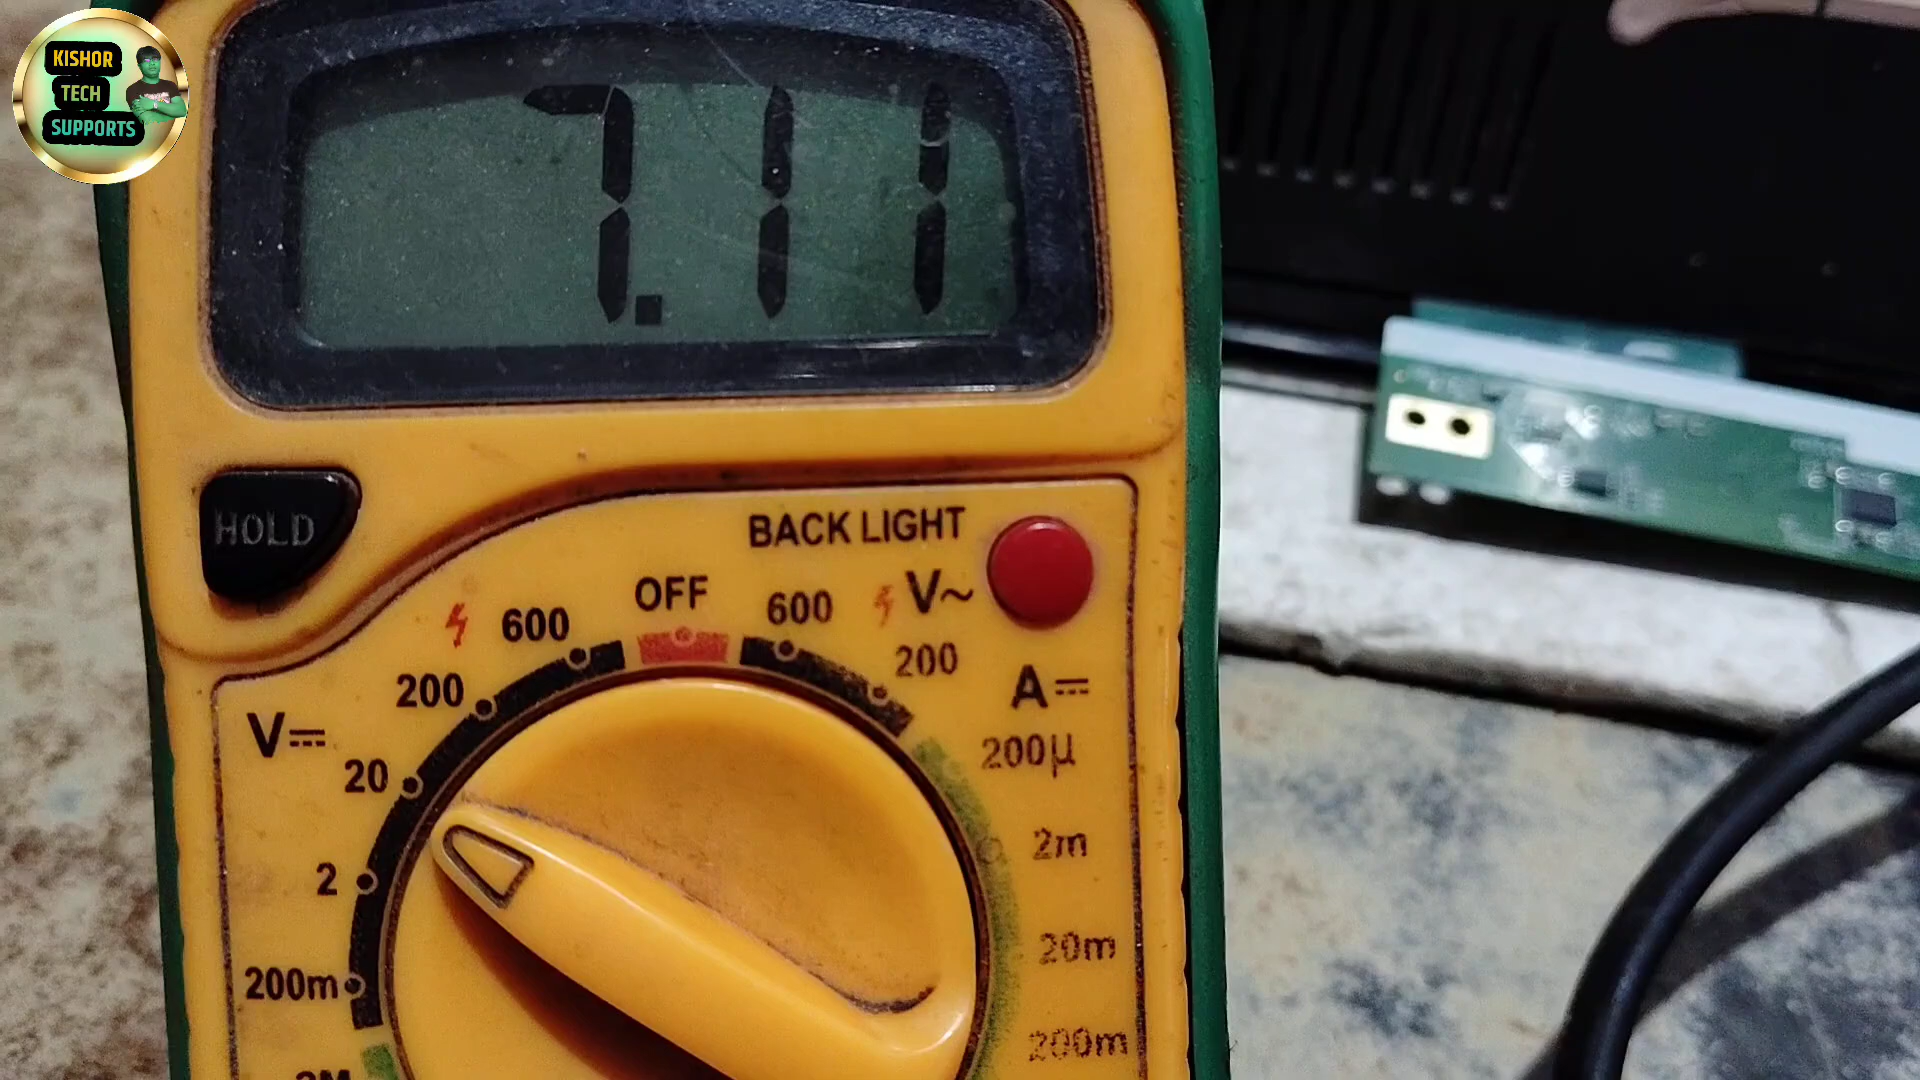 KISHOR
TECH
SUPPORTS
7.11
HOLD
BACK LIGHT
OFF
600
600
V~
200
200
A
V
200µ
20
2m
2
20m
200m
200m